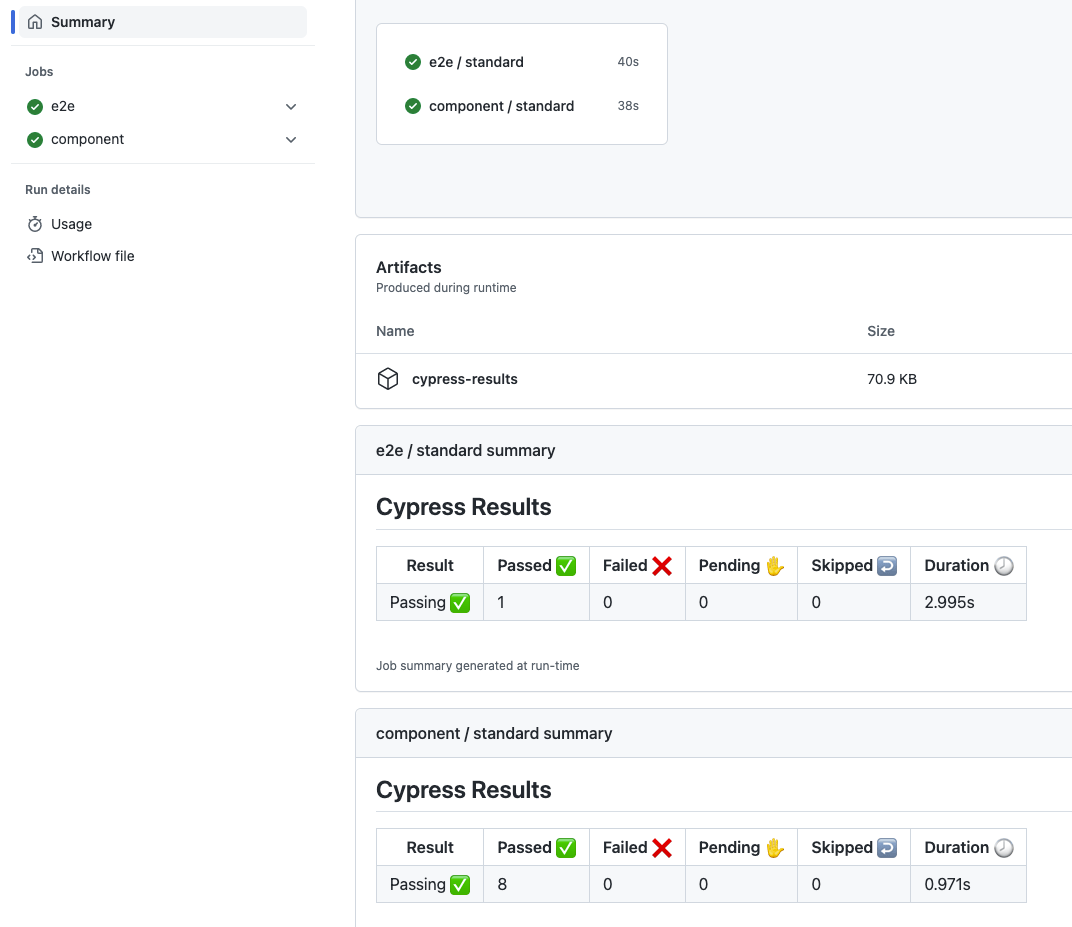 Summary
Jobs
e2e
component
Run details
Usage
Workflow file
e2e / standard 40s
component / standard 38s
Artifacts
Produced during runtime
Name Size
cypress-results 70.9 KB
e2e / standard summary
Cypress Results
Result Passed ✅ Failed ❌ Pending ✋ Skipped ↩️ Duration 🕗
Passing ✅ 1 0 0 0 2.995s
Job summary generated at run-time
component / standard summary
Cypress Results
Result Passed ✅ Failed ❌ Pending ✋ Skipped ↩️ Duration 🕗
Passing ✅ 8 0 0 0 0.971s